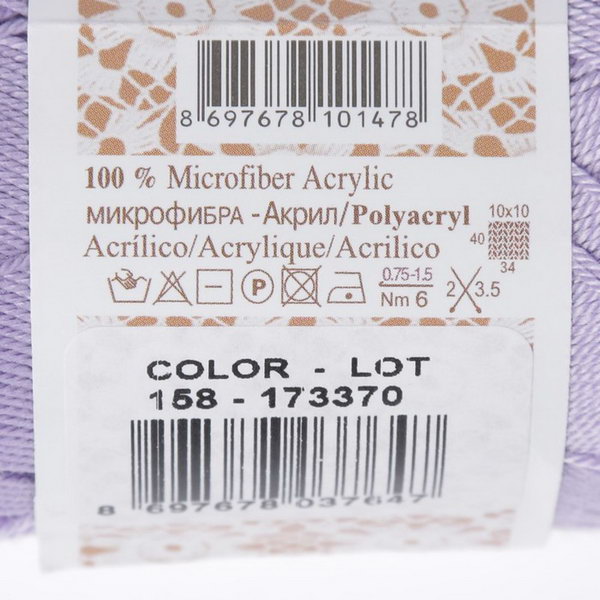 8 697678 101478
100 % Microfiber Acrylic
микрофибра -Акрил/Polyacryl
Acrílico/Acrylique/Acrilico
10x10
40
34
P
0.75-1.5
Nm 6
2 3.5
COLOR - LOT
158 - 173370
8 697678 037647